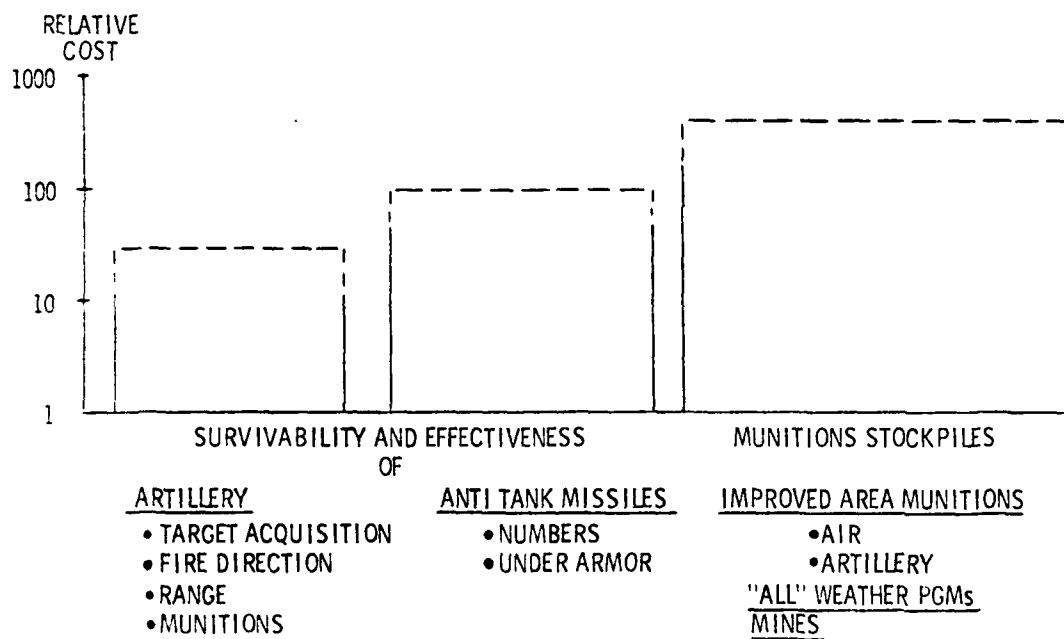 RELATIVE
COST
1000
100
10
1
SURVIVABILITY AND EFFECTIVENESS
OF
MUNITIONS STOCKPILES
ARTILLERY
• TARGET ACQUISITION
• FIRE DIRECTION
• RANGE
• MUNITIONS
ANTI TANK MISSILES
• NUMBERS
• UNDER ARMOR
IMPROVED AREA MUNITIONS
• AIR
• ARTILLERY
"ALL" WEATHER PGMs
MINES